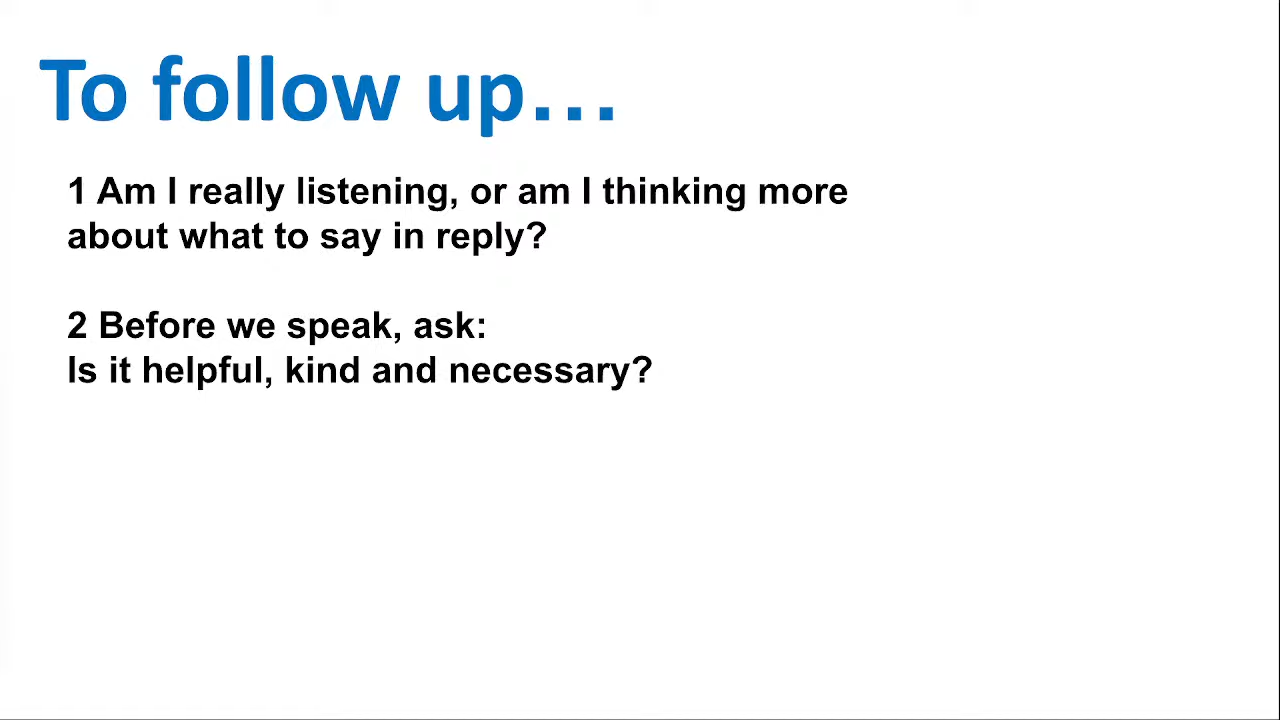 To follow up…
1 Am I really listening, or am I thinking more
about what to say in reply?
2 Before we speak, ask:
Is it helpful, kind and necessary?